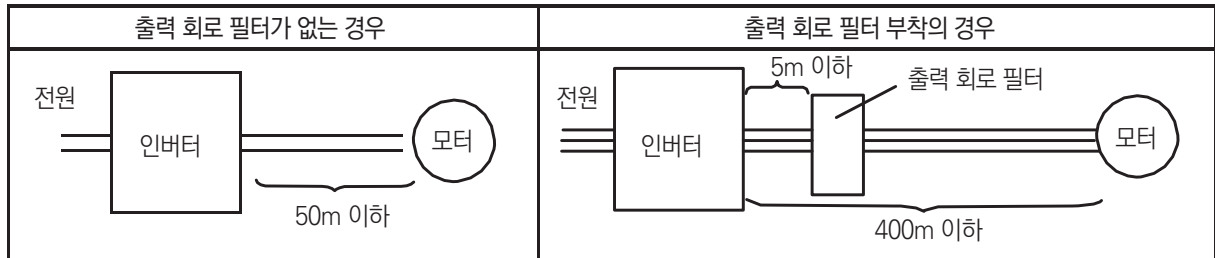 출력 회로 필터가 없는 경우
전원
인버터
모터
50m 이하
출력 회로 필터 부착의 경우
5m 이하
출력 회로 필터
전원
인버터
모터
400m 이하